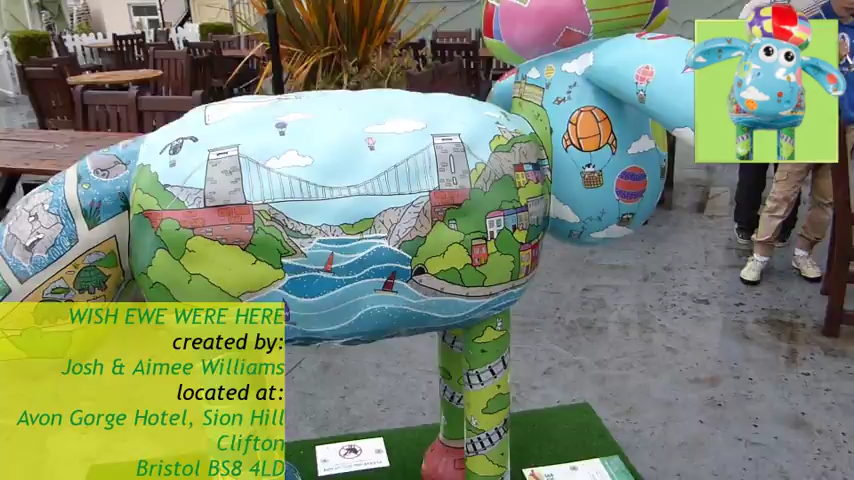 WISH EWE WERE HERE
created by:
Josh & Aimee Williams
located at:
Avon Gorge Hotel, Sion Hill
Clifton
Bristol BS8 4LD